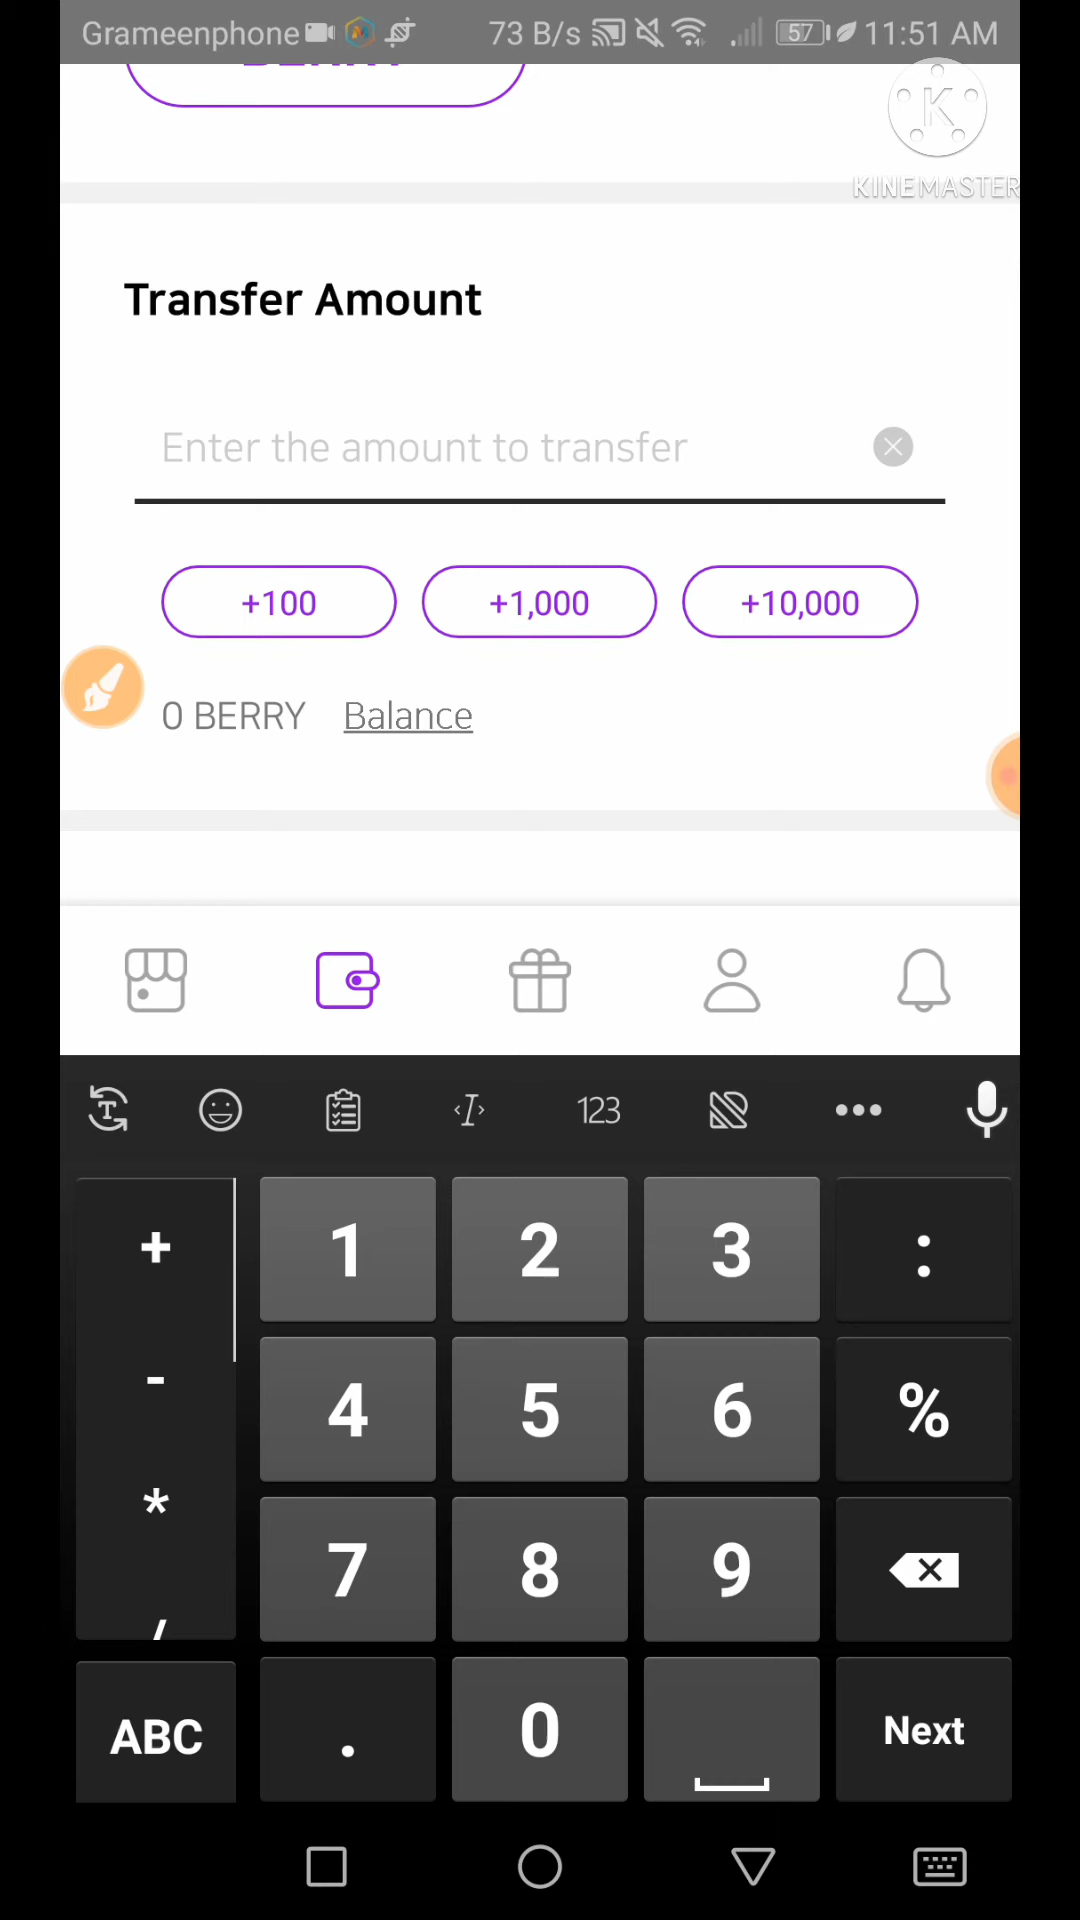 Grameenphone 73 B/s 57 11:51 AM
K
KINEMASTER
Transfer Amount
Enter the amount to transfer
+100 +1,000 +10,000
0 BERRY Balance
T I 123
+ 1 2 3 :
- 4 5 6 %
* 7 8 9
/
ABC . 0 Next